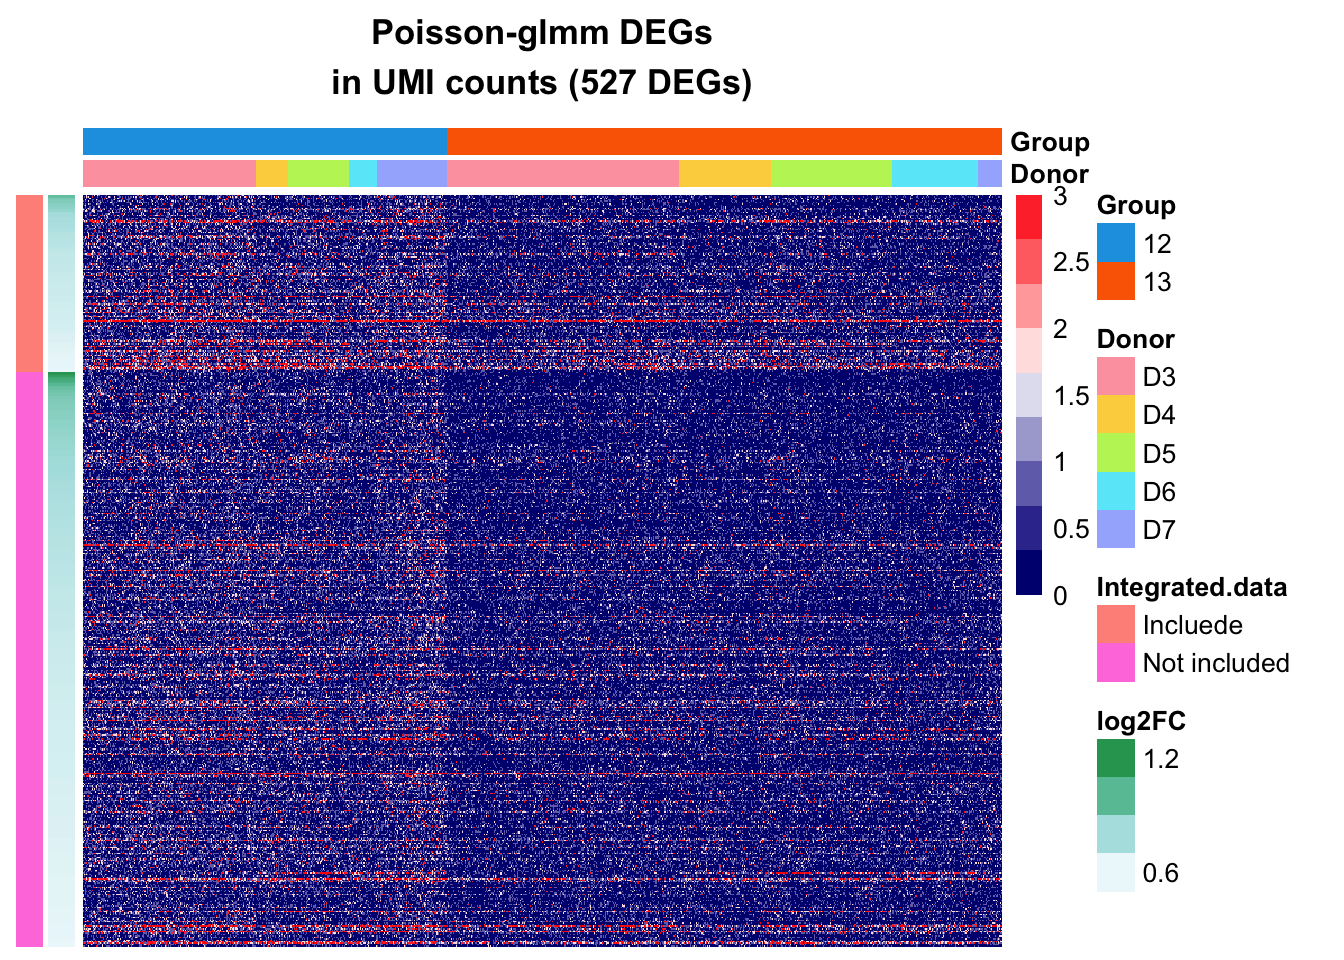 Poisson-glmm DEGs
in UMI counts (527 DEGs)
Group
Donor
3
2.5
2
1.5
1
0.5
0
Group
12
13
Donor
D3
D4
D5
D6
D7
Integrated.data
Incluede
Not included
log2FC
1.2
0.6